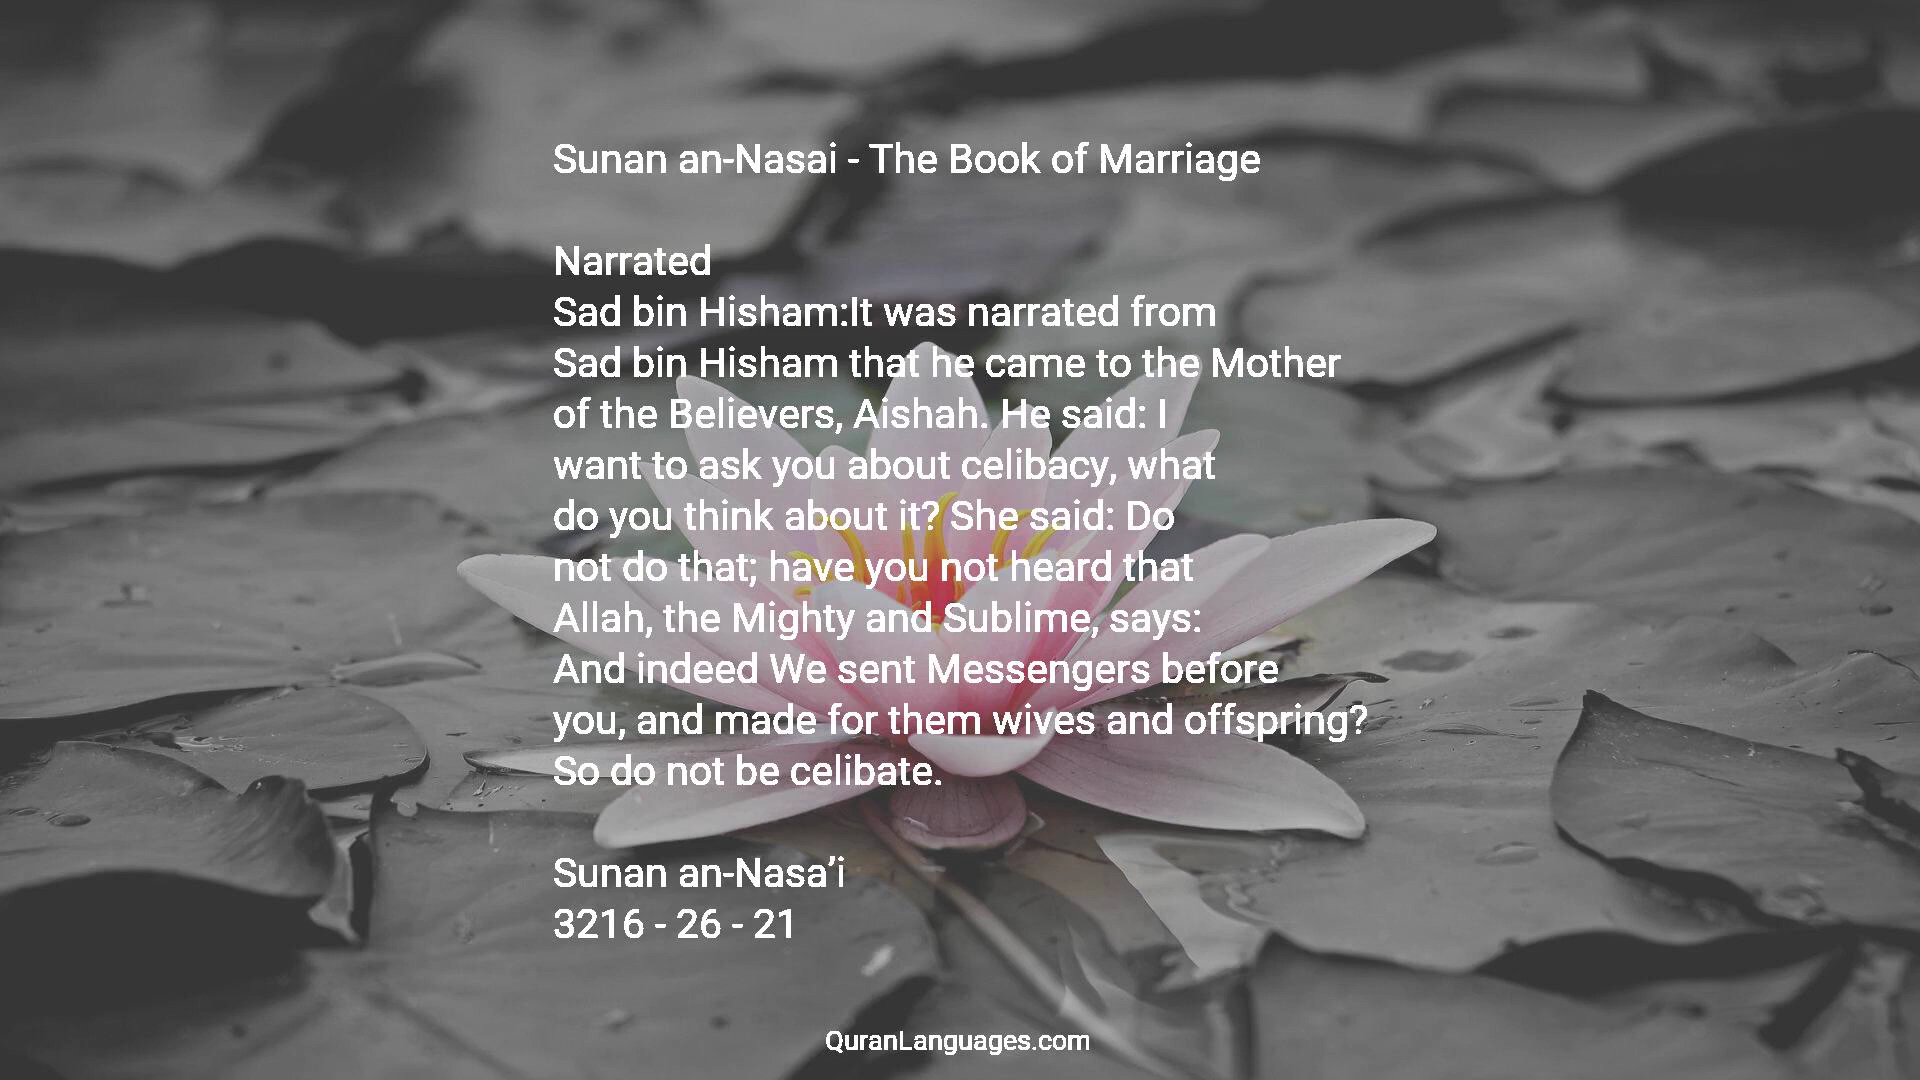 Sunan an-Nasai - The Book of Marriage
Narrated
Sad bin Hisham:It was narrated from
Sad bin Hisham that he came to the Mother
of the Believers, Aishah. He said: I
want to ask you about celibacy, what
do you think about it? She said: Do
not do that; have you not heard that
Allah, the Mighty and Sublime, says:
And indeed We sent Messengers before
you, and made for them wives and offspring?
So do not be celibate.
Sunan an-Nasa’i
3216 - 26 - 21
QuranLanguages.com